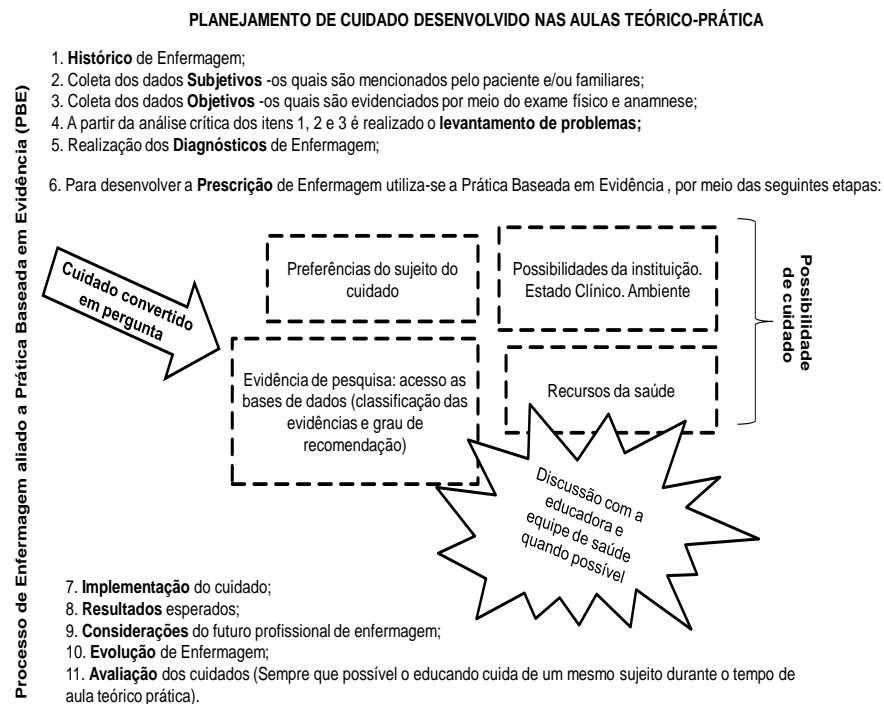 PLANEJAMENTO DE CUIDADO DESENVOLVIDO NAS AULAS TEÓRICO-PRÁTICA
Processo de Enfermagem aliado a Prática Baseada em Evidência (PBE)
1. Histórico de Enfermagem;
2. Coleta dos dados Subjetivos -os quais são mencionados pelo paciente e/ou familiares;
3. Coleta dos dados Objetivos -os quais são evidenciados por meio do exame físico e anamnese;
4. A partir da análise crítica dos itens 1, 2 e 3 é realizado o levantamento de problemas;
5. Realização dos Diagnósticos de Enfermagem;
6. Para desenvolver a Prescrição de Enfermagem utiliza-se a Prática Baseada em Evidência , por meio das seguintes etapas:
Cuidado convertido
em pergunta
Preferências do sujeito do
cuidado
Possibilidades da instituição.
Estado Clínico. Ambiente
Possibilidade
de cuidado
Evidência de pesquisa: acesso as
bases de dados (classificação das
evidências e grau de
recomendação)
Recursos da saúde
Discussão com a
educadora e
equipe de saúde
quando possível
7. Implementação do cuidado;
8. Resultados esperados;
9. Considerações do futuro profissional de enfermagem;
10. Evolução de Enfermagem;
11. Avaliação dos cuidados (Sempre que possível o educando cuida de um mesmo sujeito durante o tempo de
aula teórico prática).